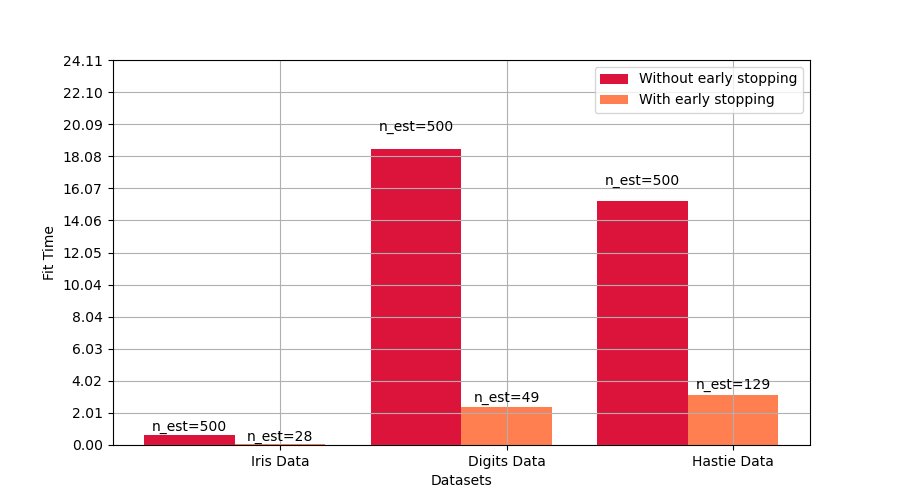 24.11
22.10
20.09
18.08
16.07
14.06
12.05
10.04
8.04
6.03
4.02
2.01
0.00
Fit Time
Without early stopping
With early stopping
n_est=500
n_est=28
n_est=500
n_est=49
n_est=500
n_est=129
Iris Data
Digits Data
Hastie Data
Datasets